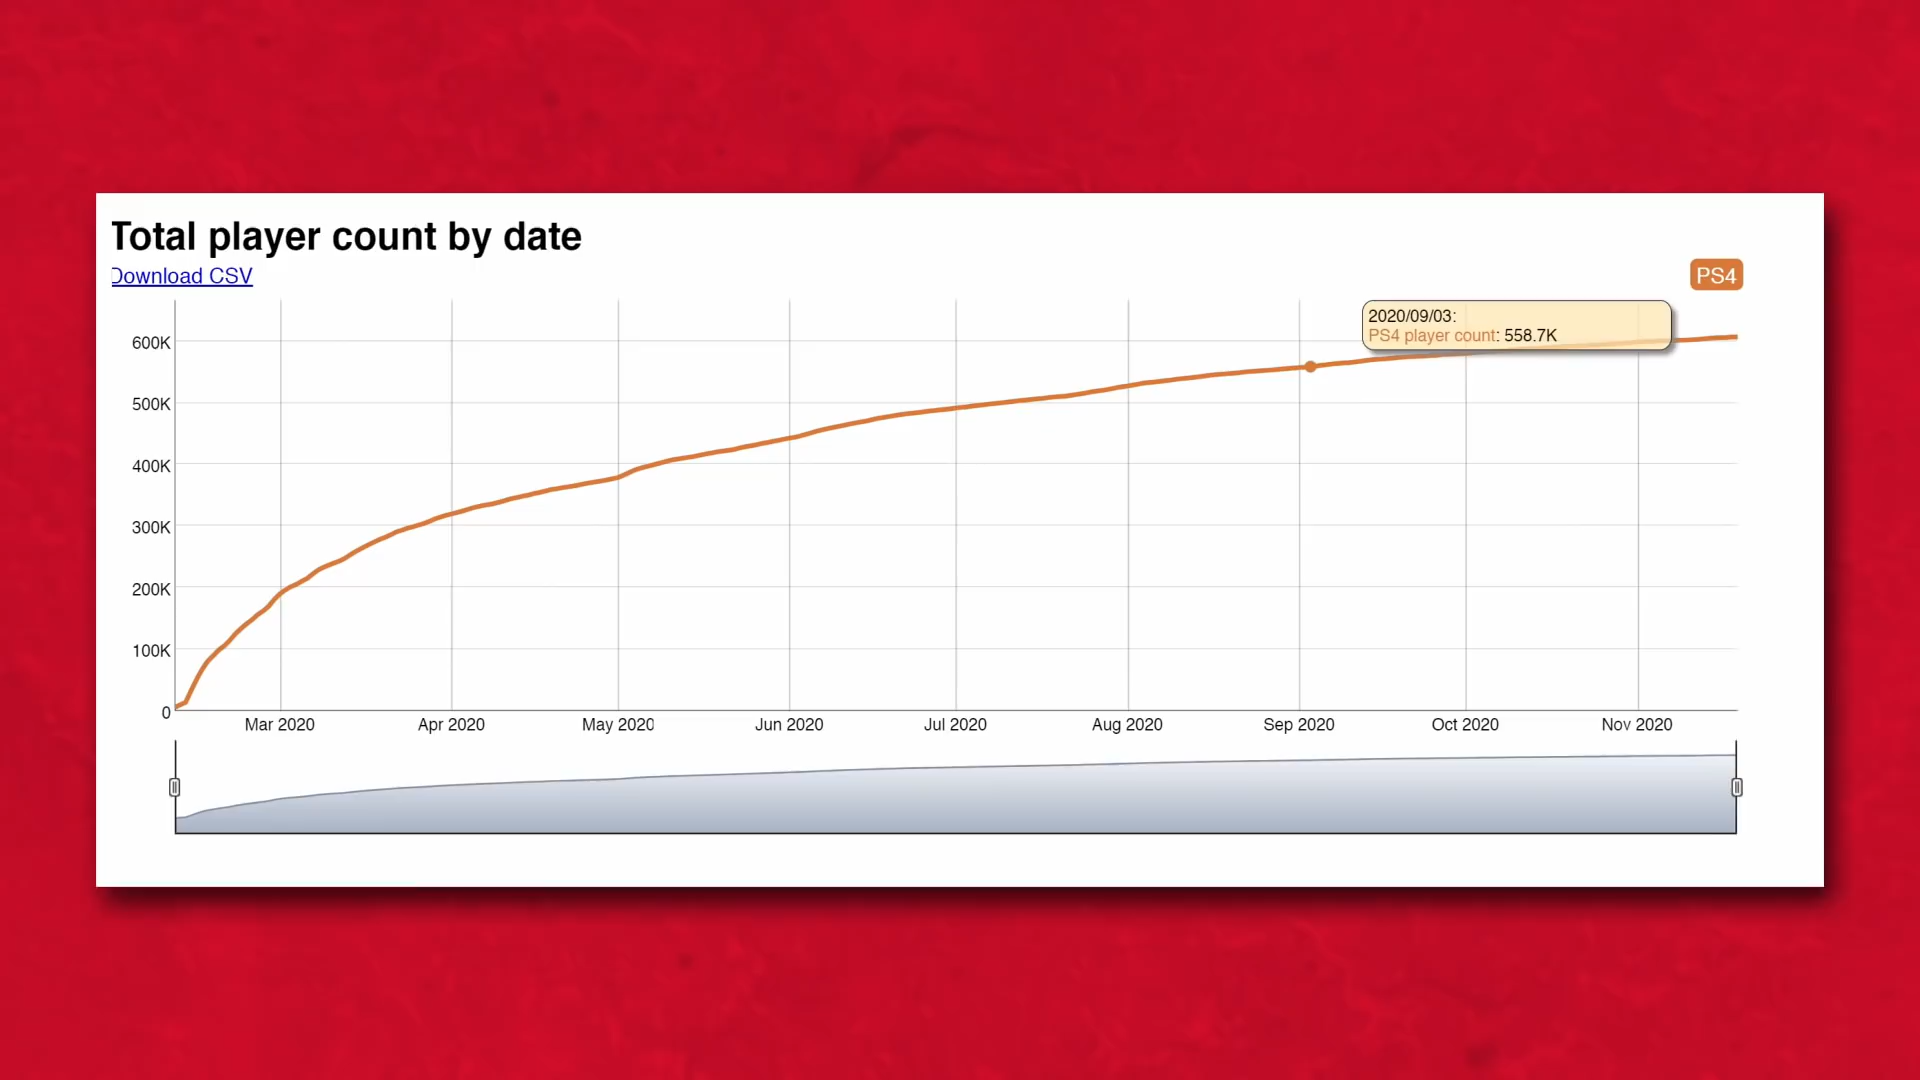 Total player count by date
Download CSV
PS4
2020/09/03:
PS4 player count: 558.7K
600K
500K
400K
300K
200K
100K
0
Mar 2020 Apr 2020 May 2020 Jun 2020 Jul 2020 Aug 2020 Sep 2020 Oct 2020 Nov 2020